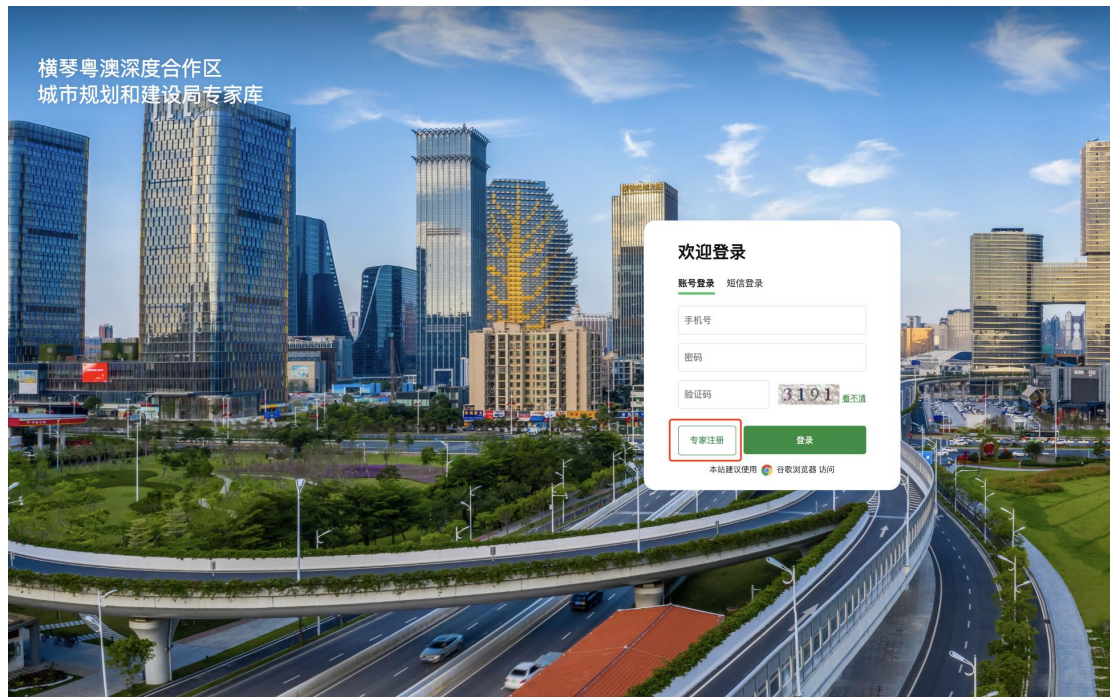 横琴粤澳深度合作区
城市规划和建设局专家库
欢迎登录
账号登录 短信登录
手机号
密码
验证码 3191 看不清
专家注册 登录
本站建议使用 谷歌浏览器 访问